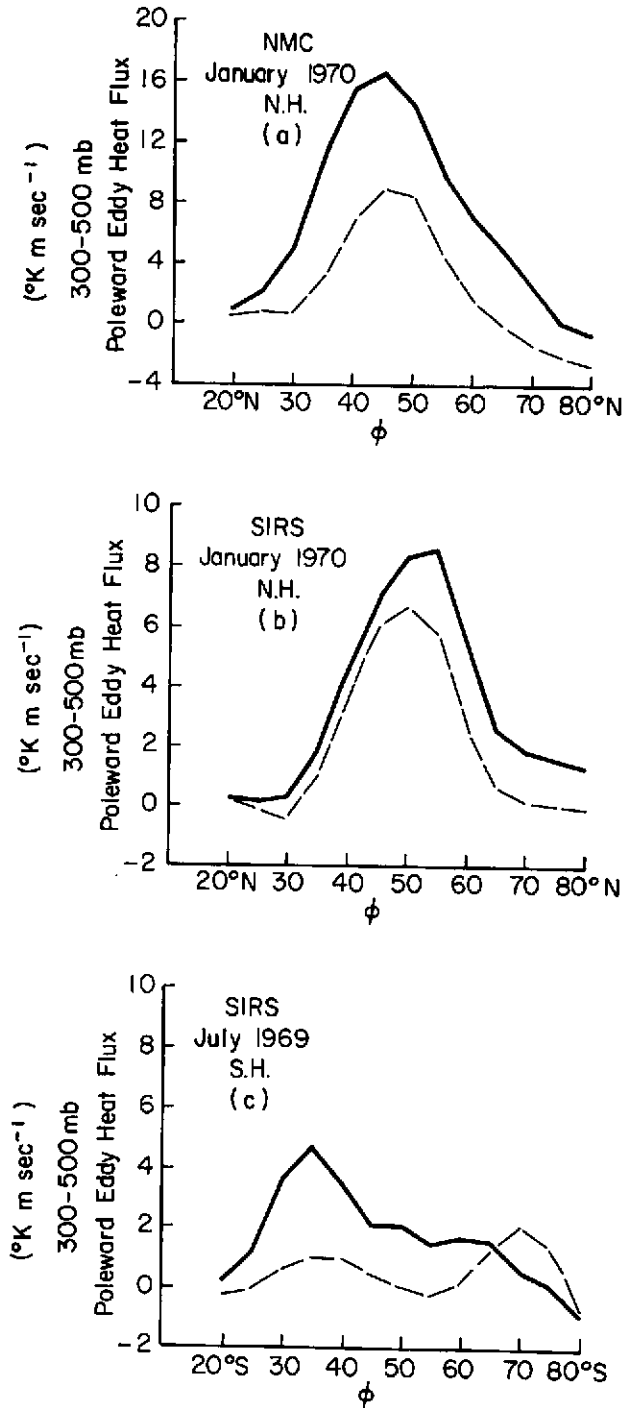 NMC
January 1970
N.H.
(a)
(°K m sec⁻¹)
300-500 mb
Poleward Eddy Heat Flux
20
16
12
8
4
0
-4
20°N 30 40 50 60 70 80°N
ϕ
SIRS
January 1970
N.H.
(b)
(°K m sec⁻¹)
300-500mb
Poleward Eddy Heat Flux
10
8
6
4
2
0
-2
20°N 30 40 50 60 70 80°N
ϕ
SIRS
July 1969
S.H.
(c)
(°K m sec⁻¹)
300-500mb
Poleward Eddy Heat Flux
10
8
6
4
2
0
-2
20°S 30 40 50 60 70 80°S
ϕ